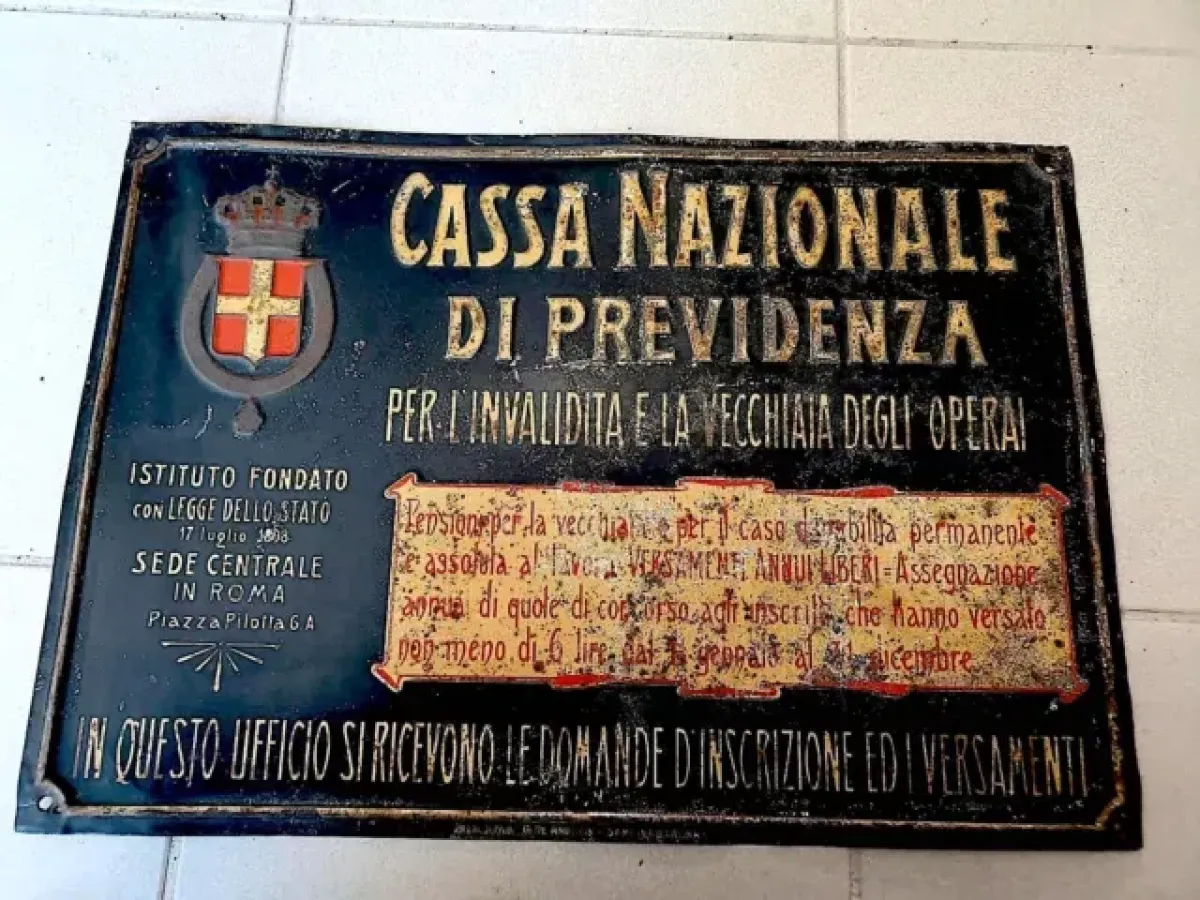 CASSA NAZIONALE
DI PREVIDENZA
PER L'INVALIDITA E LA VECCHIAIA DEGLI OPERAI
ISTITUTO FONDATO
CON LEGGE DELLO STATO
17 luglio 1898
SEDE CENTRALE
IN ROMA
Piazza Pilotta 6 A
Pensione per la vecchiaia e per il caso d'inabilità permanente
e assoluta al lavoro VERSAMENTI ANNUI LIBERI = Assegnazione
annua di quote di concorso agli inscritti che hanno versato
non meno di 6 lire dal 1 gennaio al 31 dicembre
IN QUESTO UFFICIO SI RICEVONO LE DOMANDE D'INSCRIZIONE ED I VERSAMENTI